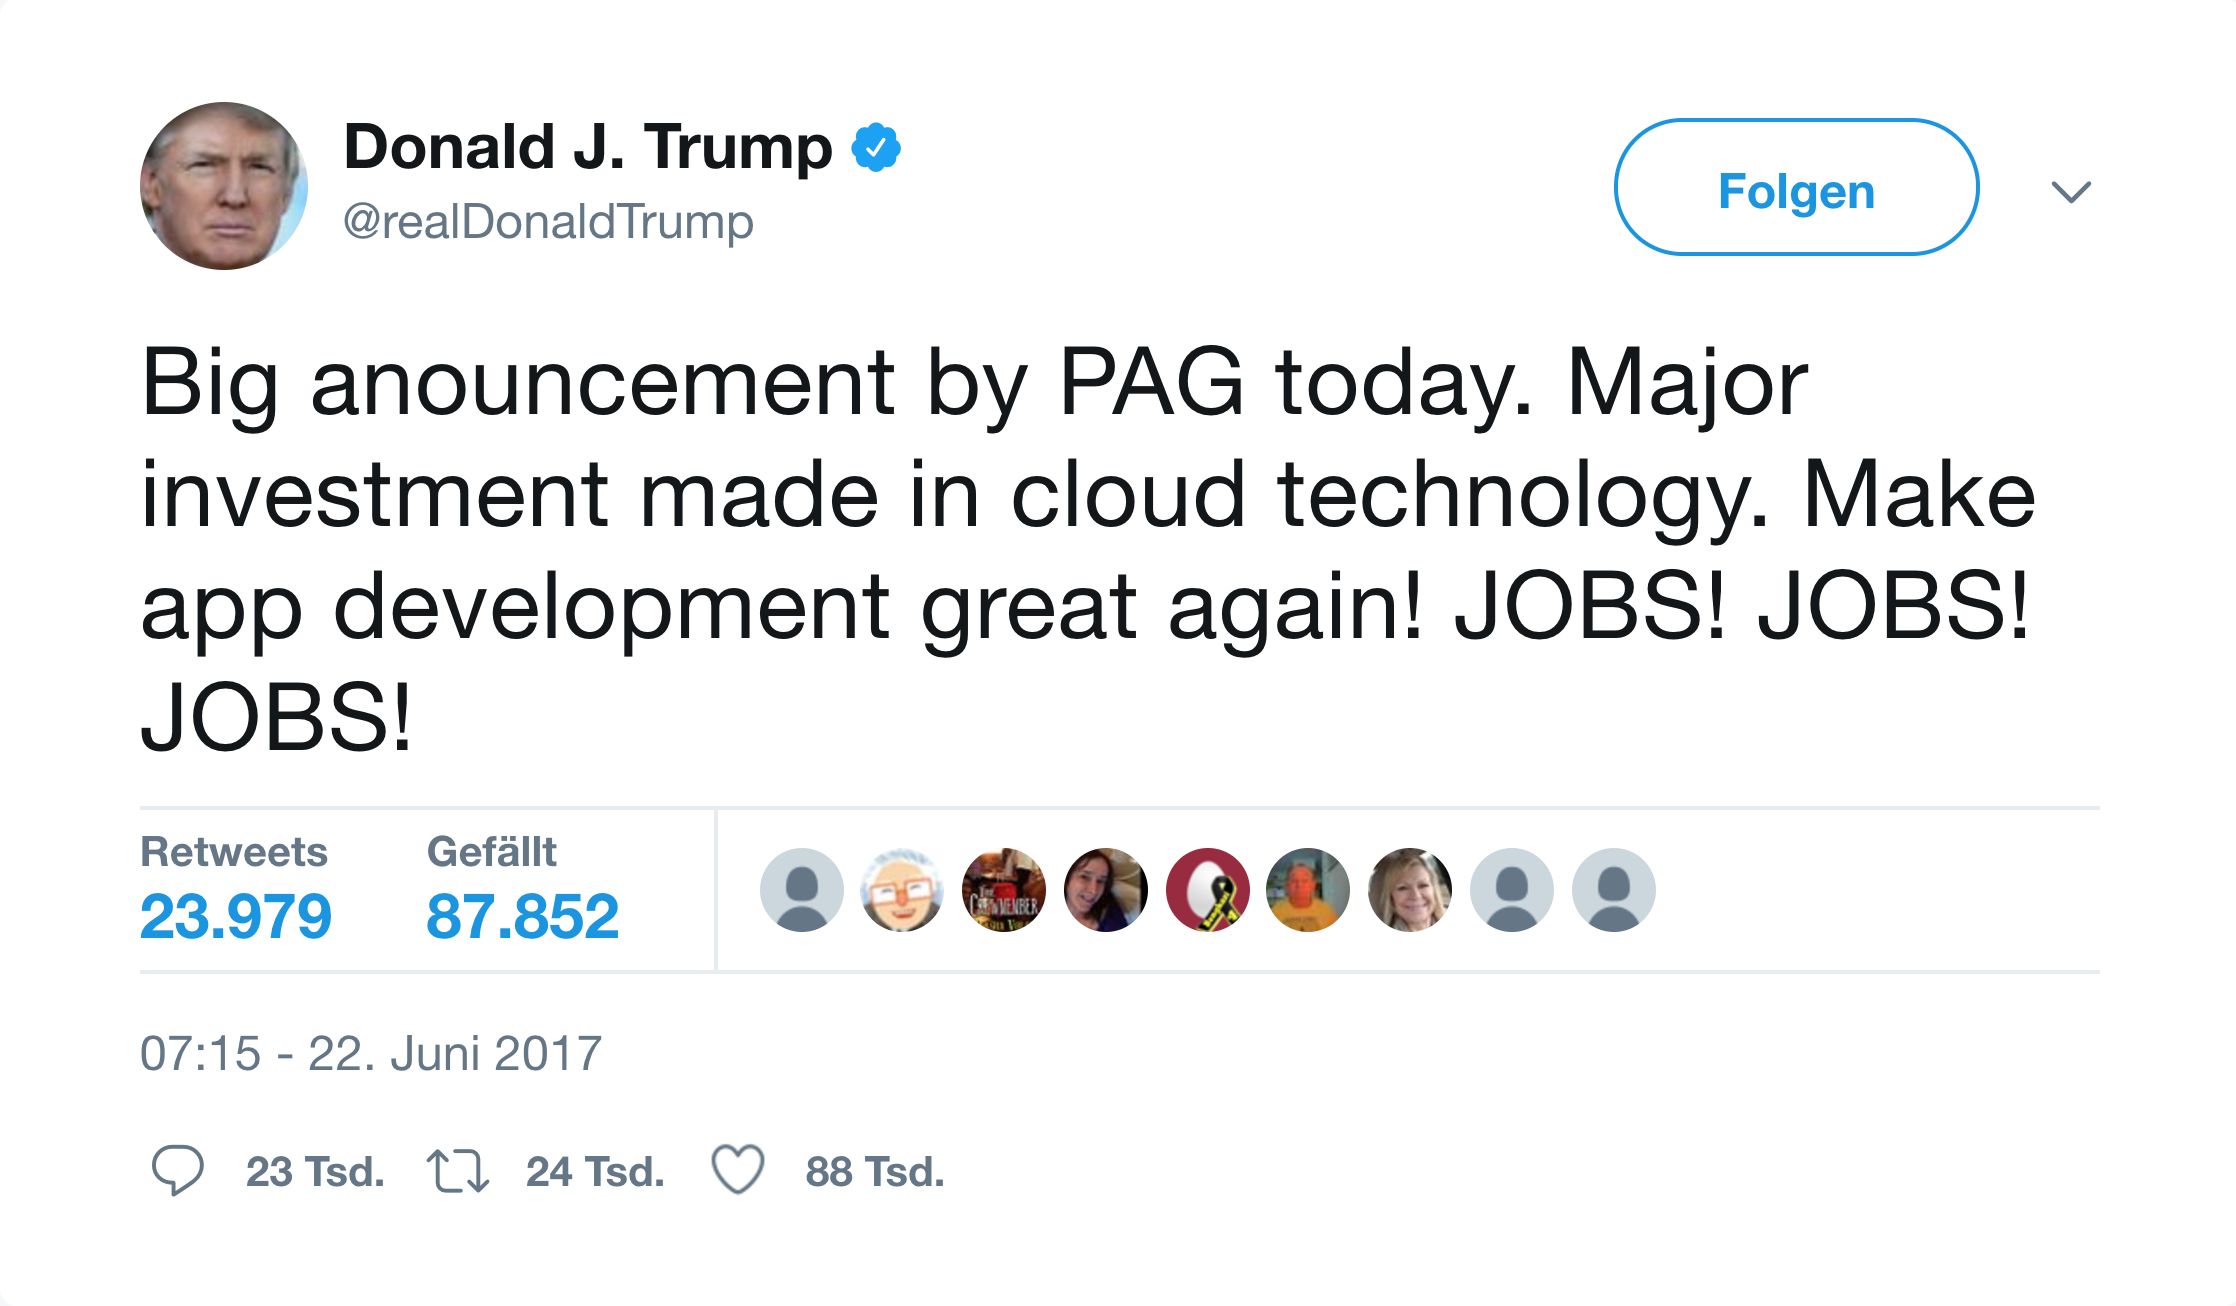 Donald J. Trump
@realDonaldTrump
Folgen
Big anouncement by PAG today. Major
investment made in cloud technology. Make
app development great again! JOBS! JOBS!
JOBS!
Retweets Gefällt
23.979 87.852
THE
CREWMEMBER
07:15 - 22. Juni 2017
23 Tsd. 24 Tsd. 88 Tsd.